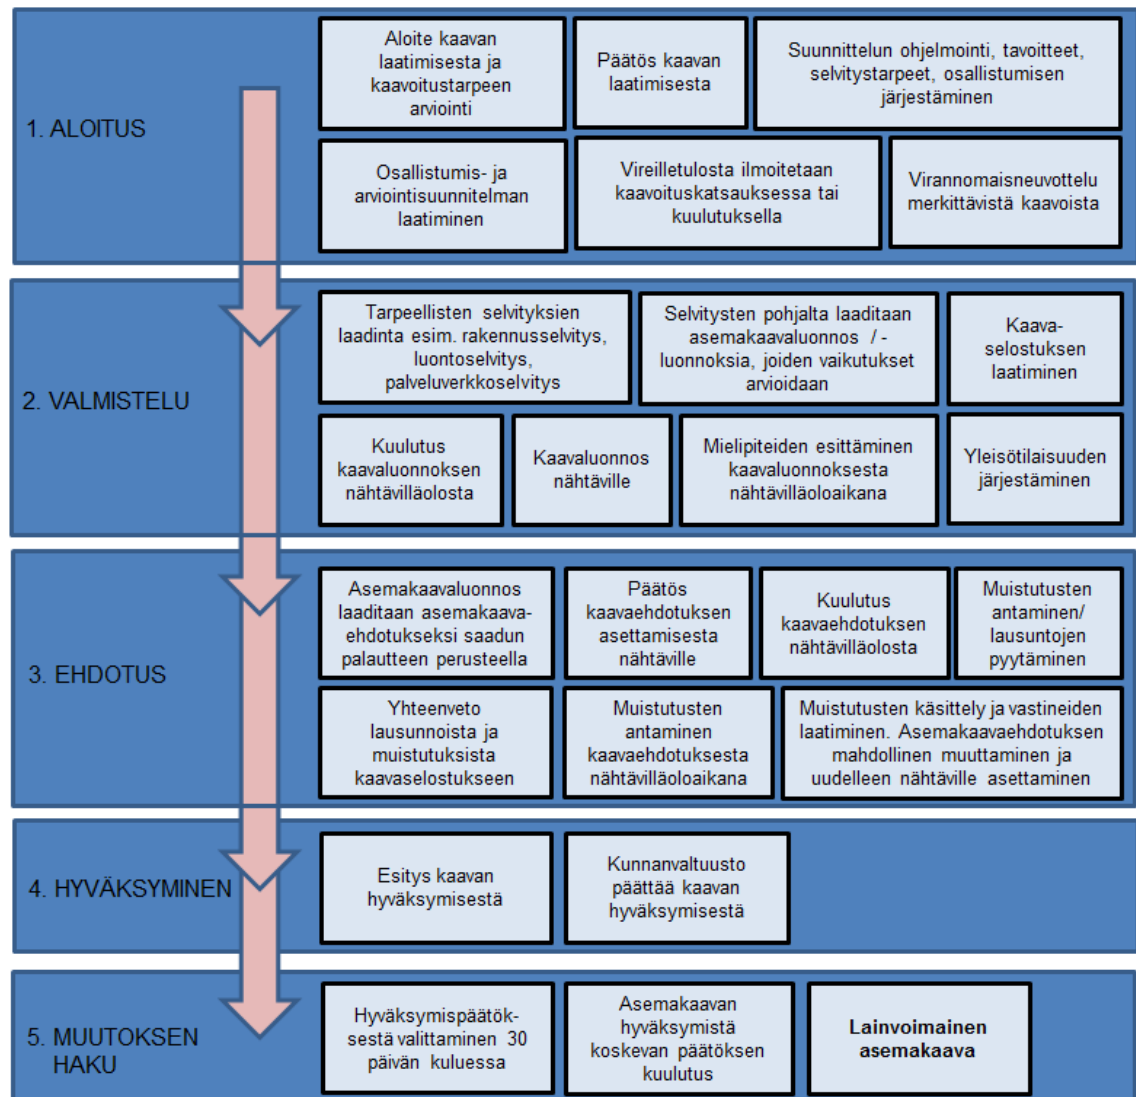 1. ALOITUS
Aloite kaavan
laatimisesta ja
kaavoitustarpeen
arviointi
Päätös kaavan
laatimisesta
Suunnittelun ohjelmointi, tavoitteet,
selvitystarpeet, osallistumisen
järjestäminen
Osallistumis- ja
arviointisuunnitelman
laatiminen
Vireilletulosta ilmoitetaan
kaavoituskatsauksessa tai
kuulutuksella
Virannomaisneuvottelu
merkittävistä kaavoista
2. VALMISTELU
Tarpeellisten selvityksien
laadinta esim. rakennusselvitys,
luontoselvitys,
palveluverkkoselvitys
Selvitysten pohjalta laaditaan
asemakaavaluonnos / -
luonnoksia, joiden vaikutukset
arvioidaan
Kaava-
selostuksen
laatiminen
Kuulutus
kaavaluonnoksen
nähtävilläolosta
Kaavaluonnos
nähtäville
Mielipiteiden esittäminen
kaavaluonnoksesta
nähtävilläoloaikana
Yleisötilaisuuden
järjestäminen
3. EHDOTUS
Asemakaavaluonnos
laaditaan asemakaava-
ehdotukseksi saadun
palautteen perusteella
Päätös
kaavaehdotuksen
asettamisesta
nähtäville
Kuulutus
kaavaehdotuksen
nähtävilläolosta
Muistutusten
antaminen/
lausuntojen
pyytäminen
Yhteenveto
lausunnoista ja
muistutuksista
kaavaselostukseen
Muistutusten
antaminen
kaavaehdotuksesta
nähtävilläoloaikana
Muistutusten käsittely ja vastineiden
laatiminen. Asemakaavaehdotuksen
mahdollinen muuttaminen ja
uudelleen nähtäville asettaminen
4. HYVÄKSYMINEN
Esitys kaavan
hyväksymisestä
Kunnanvaltuusto
päättää kaavan
hyväksymisestä
5. MUUTOKSEN
HAKU
Hyväksymispäätök-
sestä valittaminen 30
päivän kuluessa
Asemakaavan
hyväksymistä
koskevan päätöksen
kuulutus
Lainvoimainen
asemakaava